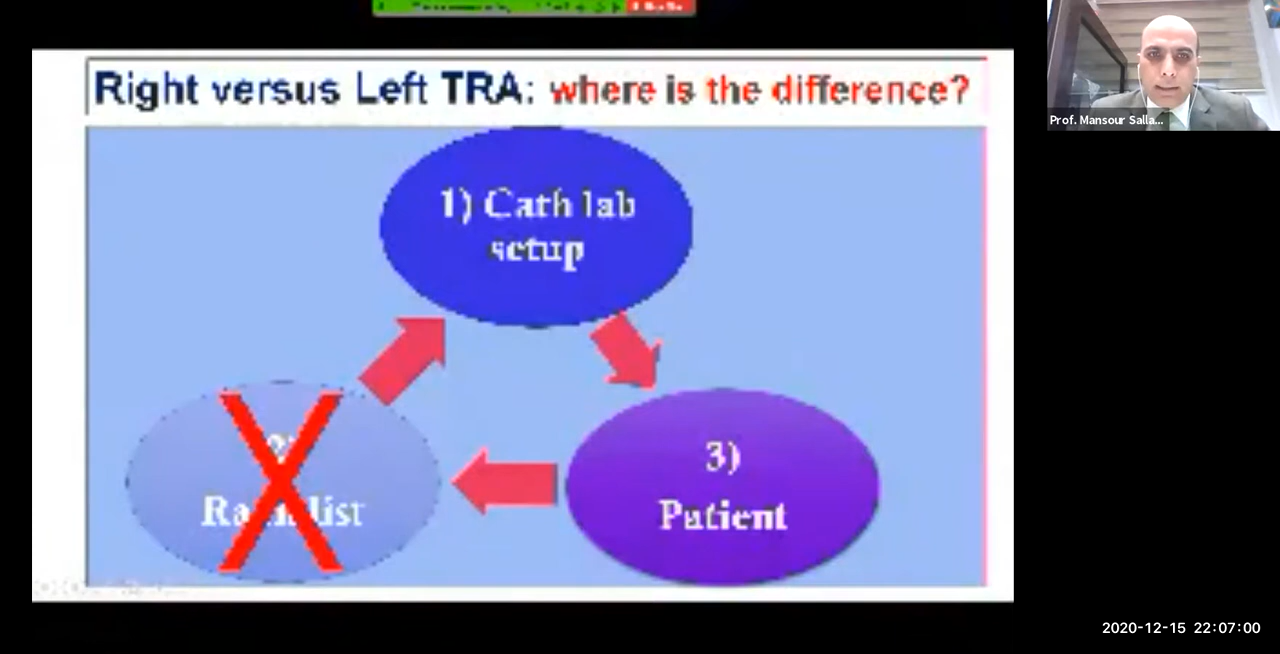 Right versus Left TRA: where is the difference?
1) Cath lab
setup
3)
Patient
Prof. Mansour Salla...
2020-12-15 22:07:00